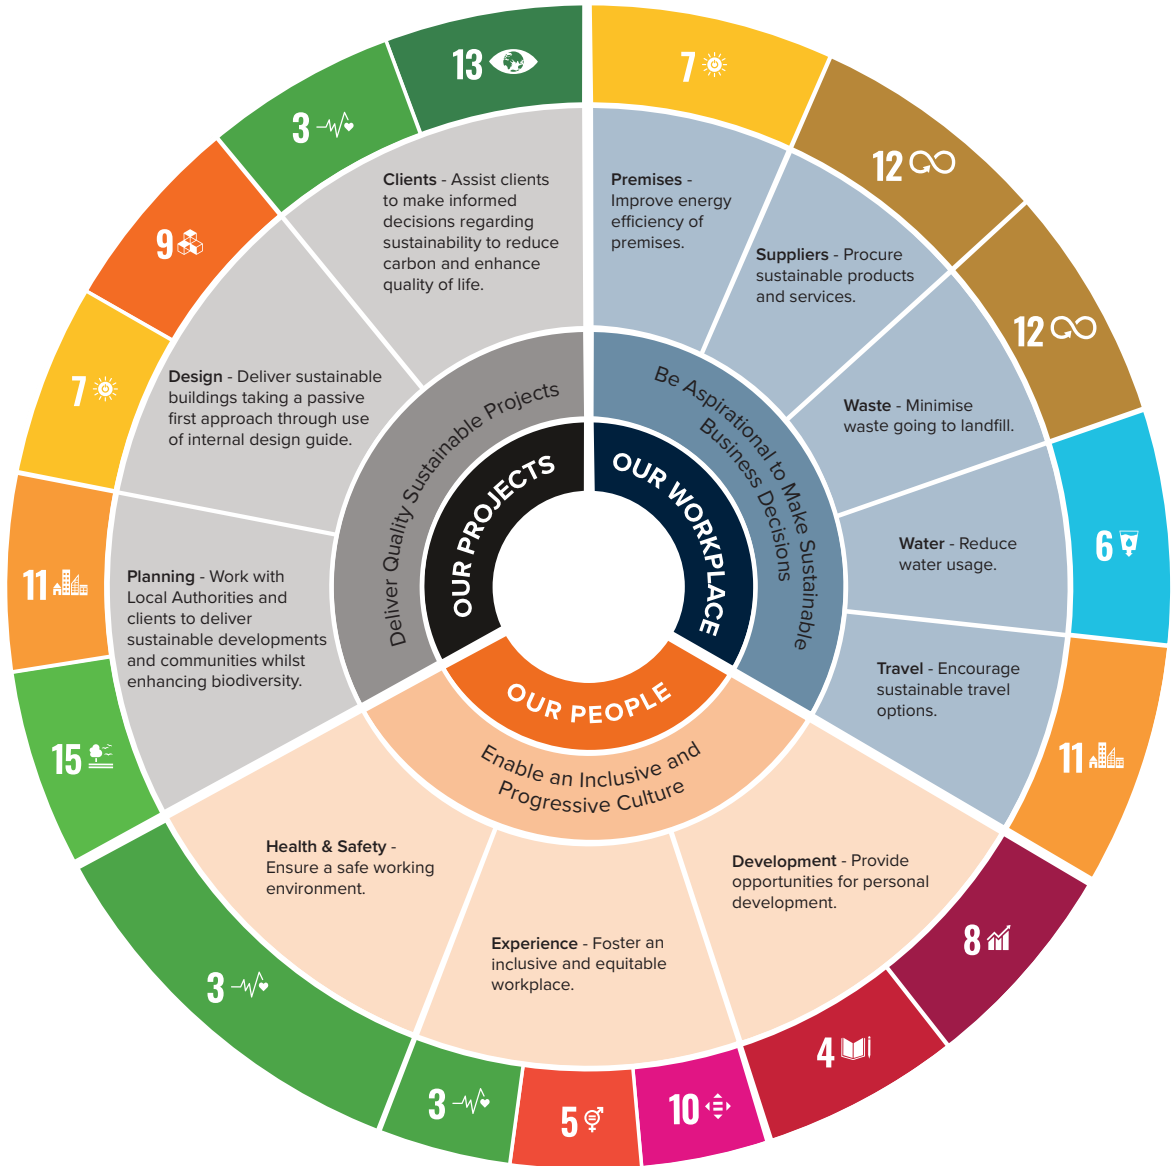 13
7
3
12
9
12
7
6
11
11
15
8
3
4
3
5
10
Clients - Assist clients
to make informed
decisions regarding
sustainability to reduce
carbon and enhance
quality of life.
Premises -
Improve energy
efficiency of
premises.
Suppliers - Procure
sustainable products
and services.
Design - Deliver sustainable
buildings taking a passive
first approach through use
of internal design guide.
Waste - Minimise
waste going to landfill.
Water - Reduce
water usage.
Planning - Work with
Local Authorities and
clients to deliver
sustainable developments
and communities whilst
enhancing biodiversity.
Travel - Encourage
sustainable travel
options.
Deliver Quality Sustainable Projects
OUR PROJECTS
Be Aspirational to Make Sustainable
Business Decisions
OUR WORKPLACE
OUR PEOPLE
Enable an Inclusive and
Progressive Culture
Health & Safety -
Ensure a safe working
environment.
Experience - Foster an
inclusive and equitable
workplace.
Development - Provide
opportunities for personal
development.